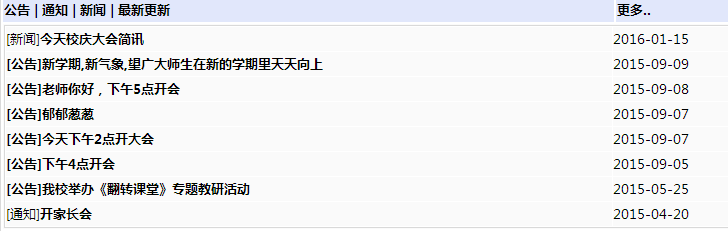 公告 | 通知 | 新闻 | 最新更新 更多..
[新闻]今天校庆大会简讯 2016-01-15
[公告]新学期,新气象,望广大师生在新的学期里天天向上 2015-09-09
[公告]老师你好，下午5点开会 2015-09-08
[公告]郁郁葱葱 2015-09-07
[公告]今天下午2点开大会 2015-09-07
[公告]下午4点开会 2015-09-05
[公告]我校举办《翻转课堂》专题教研活动 2015-05-25
[通知]开家长会 2015-04-20